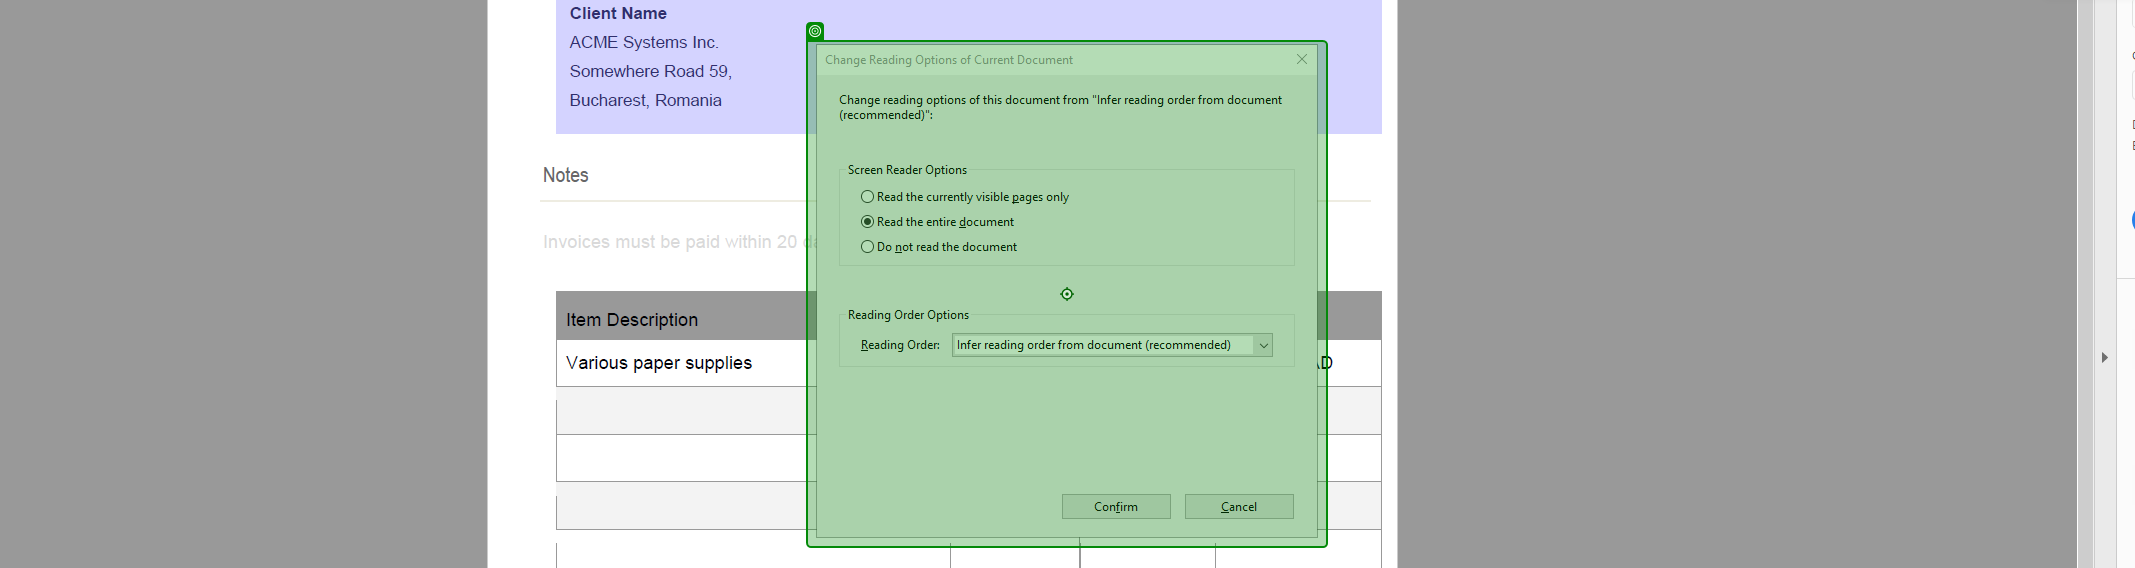 Client Name
ACME Systems Inc.
Somewhere Road 59,
Bucharest, Romania
Notes
Invoices must be paid within 20
Item Description
Various paper supplies
Change Reading Options of Current Document
Change reading options of this document from "Infer reading order from document
(recommended)":
Screen Reader Options
Read the currently visible pages only
Read the entire document
Do not read the document
Reading Order Options
Reading Order: Infer reading order from document (recommended)
Confirm Cancel